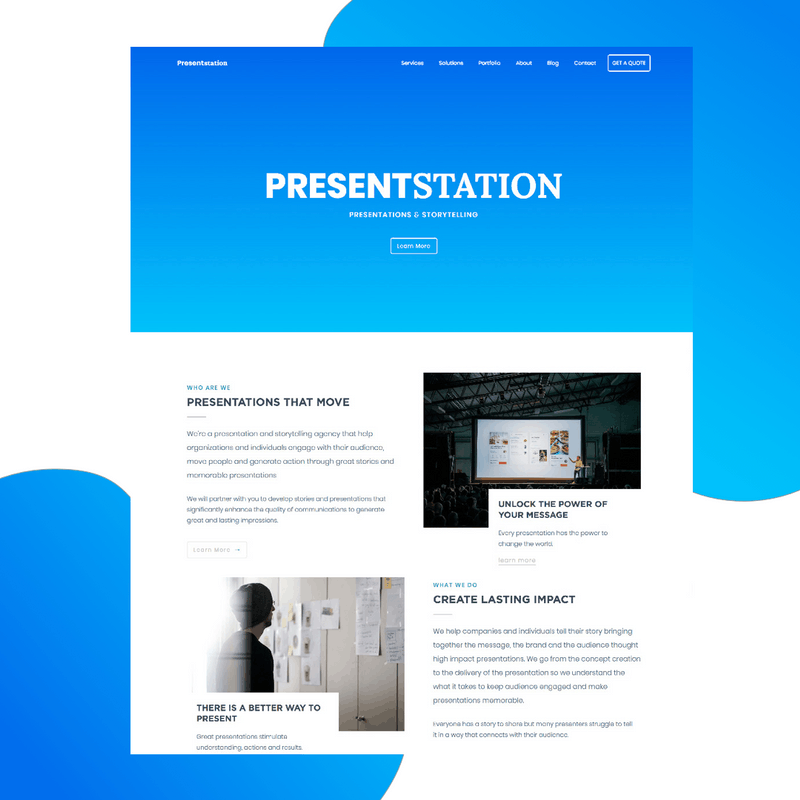 Presentstation
Services Solutions Portfolio About Blog Contact GET A QUOTE
PRESENTSTATION
PRESENTATIONS & STORYTELLING
Learn More
WHO ARE WE
PRESENTATIONS THAT MOVE
We're a presentation and storytelling agency that help
organizations and individuals engage with their audience,
move people and generate action through great stories and
memorable presentations
We will partner with you to develop stories and presentations that
significantly enhance the quality of communications to generate
great and lasting impressions.
Learn More →
UNLOCK THE POWER OF
YOUR MESSAGE
Every presentation has the power to
change the world.
learn more
THERE IS A BETTER WAY TO
PRESENT
Great presentations stimulate
understanding, actions and results.
WHAT WE DO
CREATE LASTING IMPACT
We help companies and individuals tell their story bringing
together the message, the brand and the audience thought
high impact presentations. We go from the concept creation
to the delivery of the presentation so we understand the
what it takes to keep audience engaged and make
presentations memorable.
Everyone has a story to share but many presenters struggle to tell
it in a way that connects with their audience.